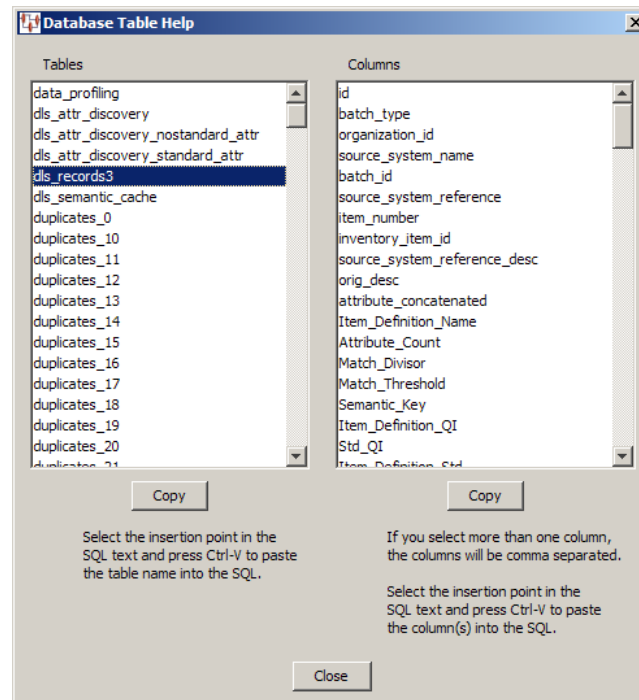 Database Table Help
Tables
data_profiling
dls_attr_discovery
dls_attr_discovery_nostandard_attr
dls_attr_discovery_standard_attr
dls_records3
dls_semantic_cache
duplicates_0
duplicates_10
duplicates_11
duplicates_12
duplicates_13
duplicates_14
duplicates_15
duplicates_16
duplicates_17
duplicates_18
duplicates_19
duplicates_20
duplicates_21
Copy
Select the insertion point in the
SQL text and press Ctrl-V to paste
the table name into the SQL.
Columns
id
batch_type
organization_id
source_system_name
batch_id
source_system_reference
item_number
inventory_item_id
source_system_reference_desc
orig_desc
attribute_concatenated
Item_Definition_Name
Attribute_Count
Match_Divisor
Match_Threshold
Semantic_Key
Item_Definition_QI
Std_QI
Item_Definition_Std
Copy
If you select more than one column,
the columns will be comma separated.
Select the insertion point in the
SQL text and press Ctrl-V to paste
the column(s) into the SQL.
Close